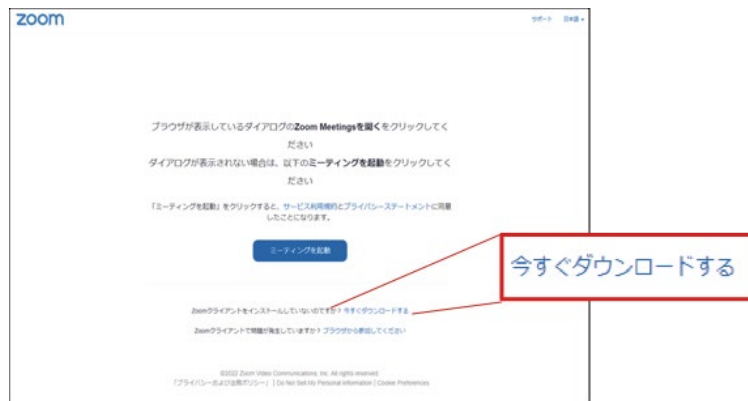 zoom
サポート 日本語
ブラウザが表示しているダイアログのZoom Meetingsを開くをクリックしてく
ださい
ダイアログが表示されない場合は、以下のミーティングを起動をクリックしてく
ださい
「ミーティングを起動」をクリックすると、サービス利用規約とプライバシーステートメントに同意
したことになります。
ミーティングを起動
今すぐダウンロードする
Zoomクライアントをインストールしていないのですか？ 今すぐダウンロードする
Zoomクライアントで問題が発生していますか？ ブラウザから参加してください
©2022 Zoom Video Communications, Inc. All rights reserved.
「プライバシーおよび法務ポリシー」 | Do Not Sell My Personal Information | Cookie Preferences